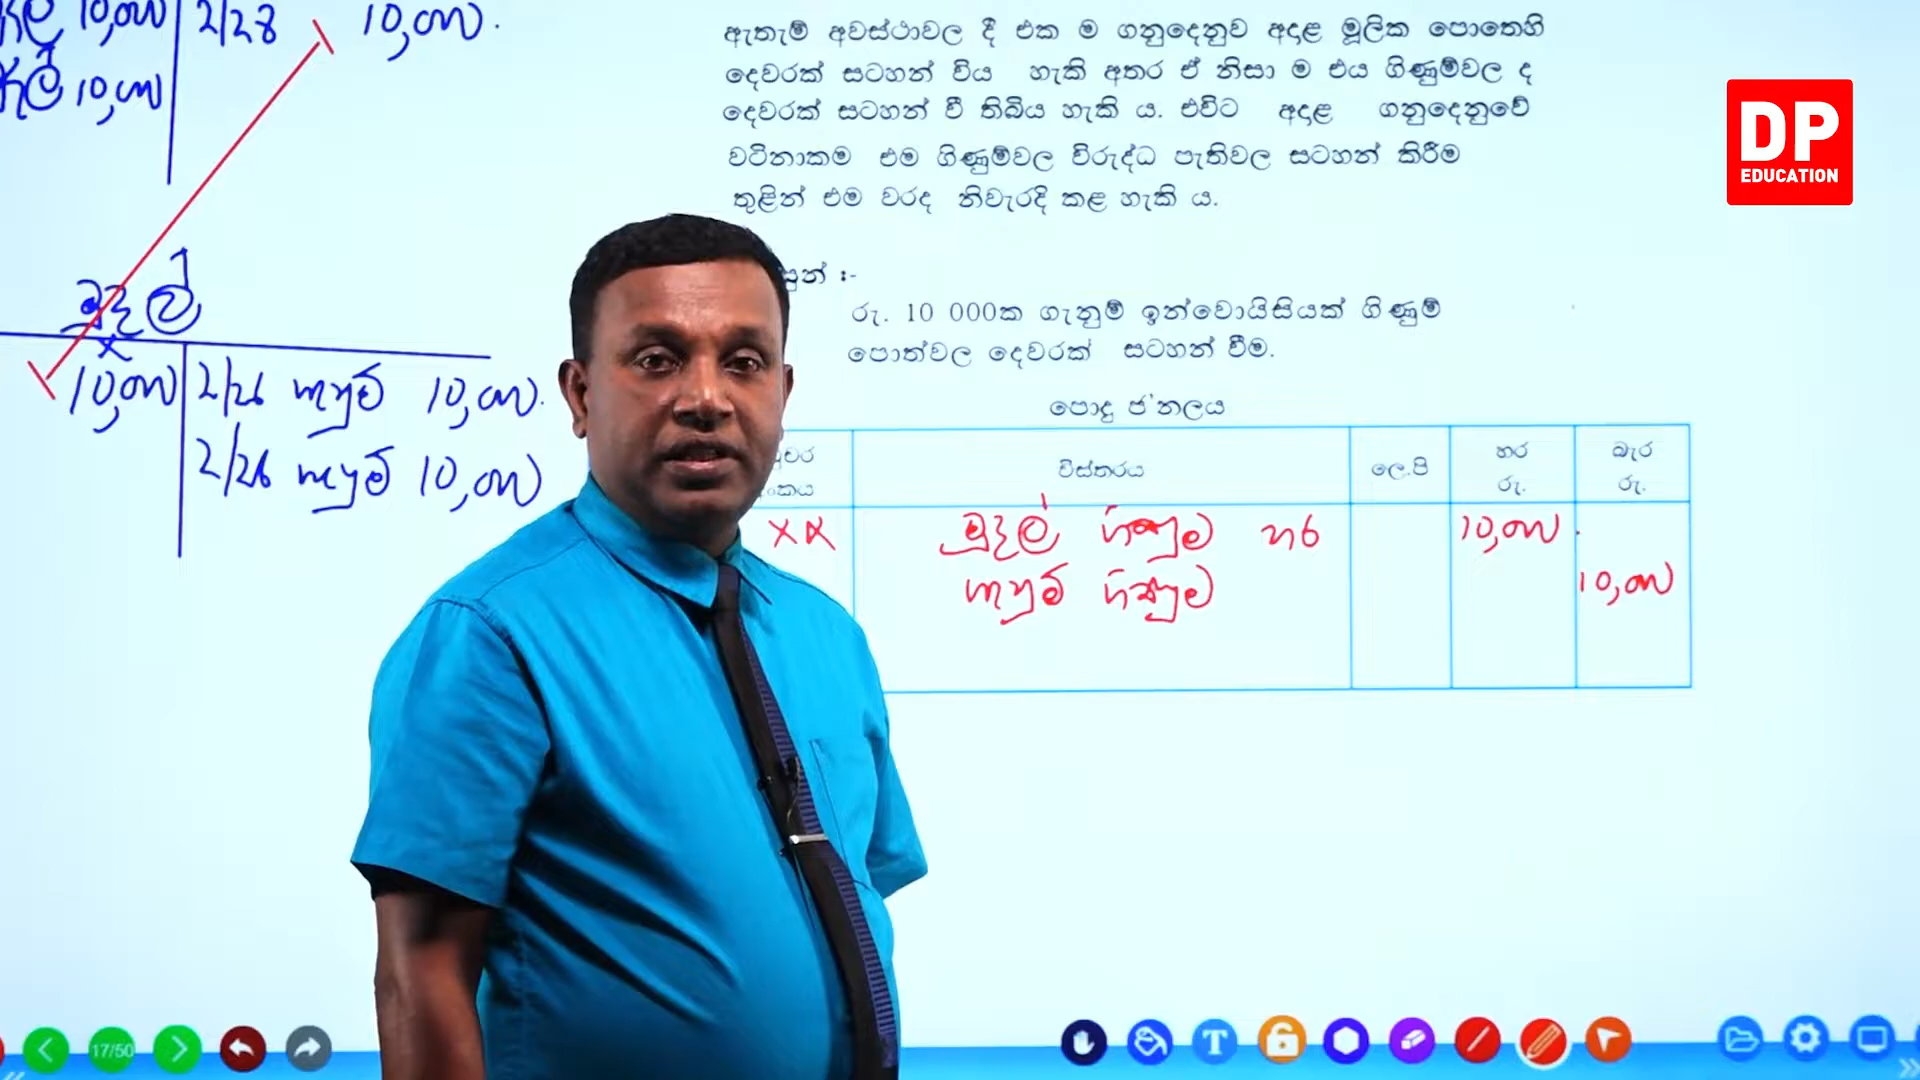 10,000 2/28 10,000.
10,000
ඇතැම් අවස්ථාවල දී එක ම ගනුදෙනුව අදාළ මූලික පොතෙහි
දෙවරක් සටහන් විය හැකි අතර ඒ නිසා ම එය ගිණුම්වල ද
දෙවරක් සටහන් වී තිබිය හැකි ය. එවිට අදාළ ගනුදෙනුවේ
වටිනාකම එම ගිණුම්වල විරුද්ධ පැතිවල සටහන් කිරීම
තුළින් එම වරද නිවැරදි කළ හැකි ය.
DP
EDUCATION
මුදල්
10,000 2/26 ගැනුම් 10,000.
2/26 ගැනුම් 10,000
රු. 10 000ක ගැනුම් ඉන්වොයිසියක් ගිණුම්
පොත්වල දෙවරක් සටහන් වීම.
පොදු ජ'නලය
විස්තරය ලෙ.පි හර රු. බැර රු.
XX මුදල් ගිණුම හර 10,000.
ගැනුම් ගිණුම 10,000
17/50